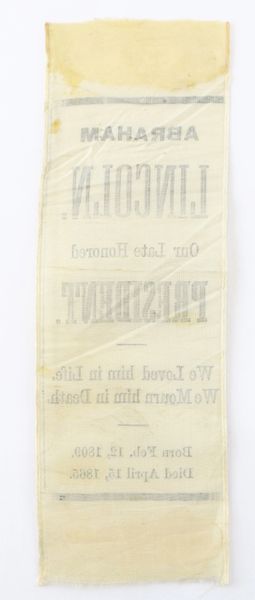 ABRAHAM
LINCOLN.
Our Late Honored
PRESIDENT.
We Loved him in Life.
We Mourn him in Death.
Born Feb. 12, 1809.
Died April 15, 1865.